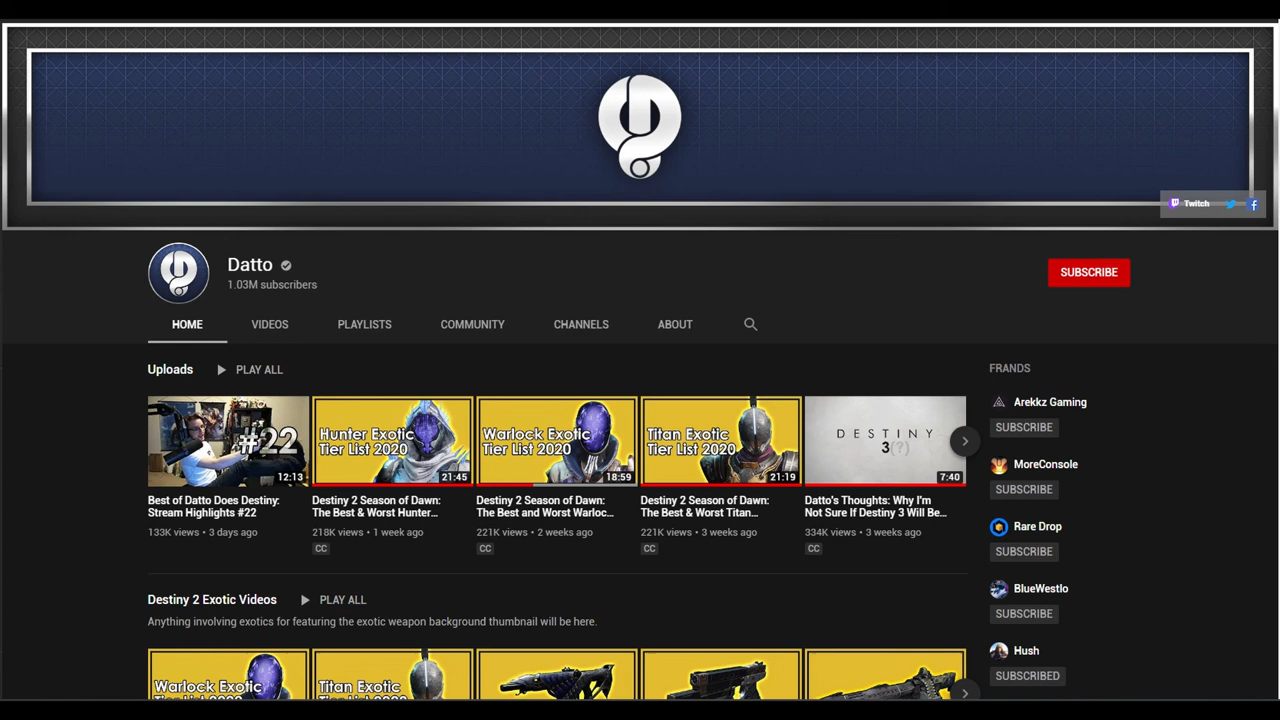 Twitch
Datto
1.03M subscribers
SUBSCRIBE
HOME
VIDEOS
PLAYLISTS
COMMUNITY
CHANNELS
ABOUT
Uploads
PLAY ALL
#22
12:13
Best of Datto Does Destiny:
Stream Highlights #22
133K views • 3 days ago
Hunter Exotic
Tier List 2020
21:45
Destiny 2 Season of Dawn:
The Best & Worst Hunter...
218K views • 1 week ago
CC
Warlock Exotic
Tier List 2020
18:59
Destiny 2 Season of Dawn:
The Best and Worst Warloc...
221K views • 2 weeks ago
CC
Titan Exotic
Tier List 2020
21:19
Destiny 2 Season of Dawn:
The Best & Worst Titan...
221K views • 3 weeks ago
CC
DESTINY
3(?)
7:40
Datto's Thoughts: Why I'm
Not Sure If Destiny 3 Will Be...
334K views • 3 weeks ago
CC
Destiny 2 Exotic Videos
PLAY ALL
Anything involving exotics for featuring the exotic weapon background thumbnail will be here.
Warlock Exotic
Tier List 2020
Titan Exotic
Tier List 2020
FRANDS
Arekkz Gaming
SUBSCRIBE
MoreConsole
SUBSCRIBE
Rare Drop
SUBSCRIBE
BlueWestlo
SUBSCRIBE
Hush
SUBSCRIBED